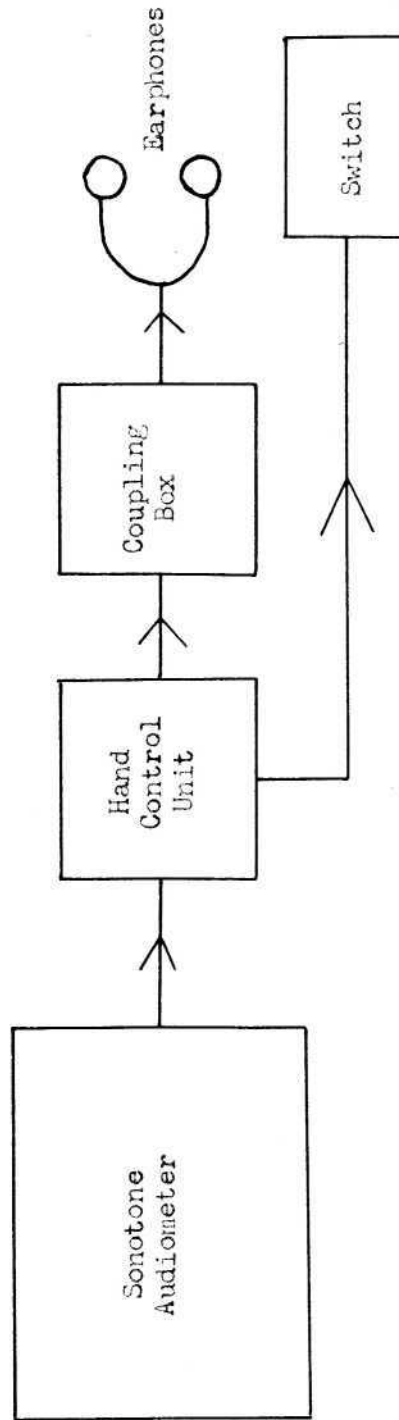 Sonotone
Audiometer
Hand
Control
Unit
Coupling
Box
Earphones
Switch